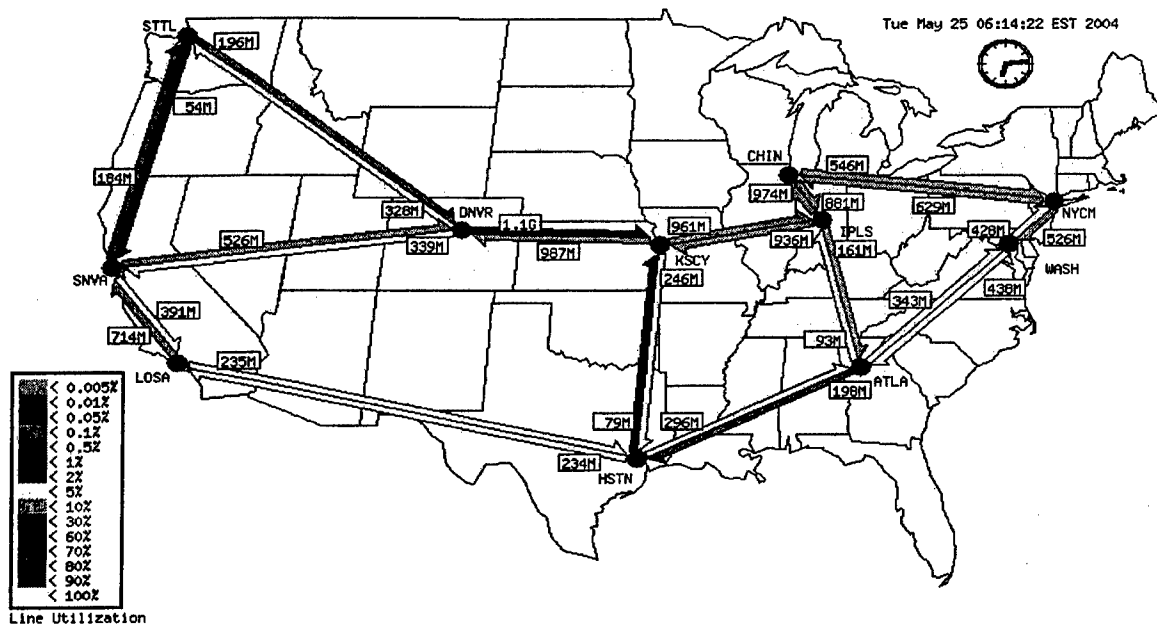 STTL
Tue May 25 06:14:22 EST 2004
196M
54M
CHIN
546M
184M
974M
881M
629M
NYCM
328M
DNVR
1.1G
961M
IPLS
428M
526M
526M
339M
987M
936M
161M
KSCY
WASH
SNVA
246M
438M
391M
343M
714M
93M
LOSA
235M
ATLA
198M
79M
296M
234M
HSTN
< 0.005%
< 0.01%
< 0.05%
< 0.1%
< 0.5%
< 1%
< 2%
< 5%
< 10%
< 30%
< 60%
< 70%
< 80%
< 90%
< 100%
Line Utilization